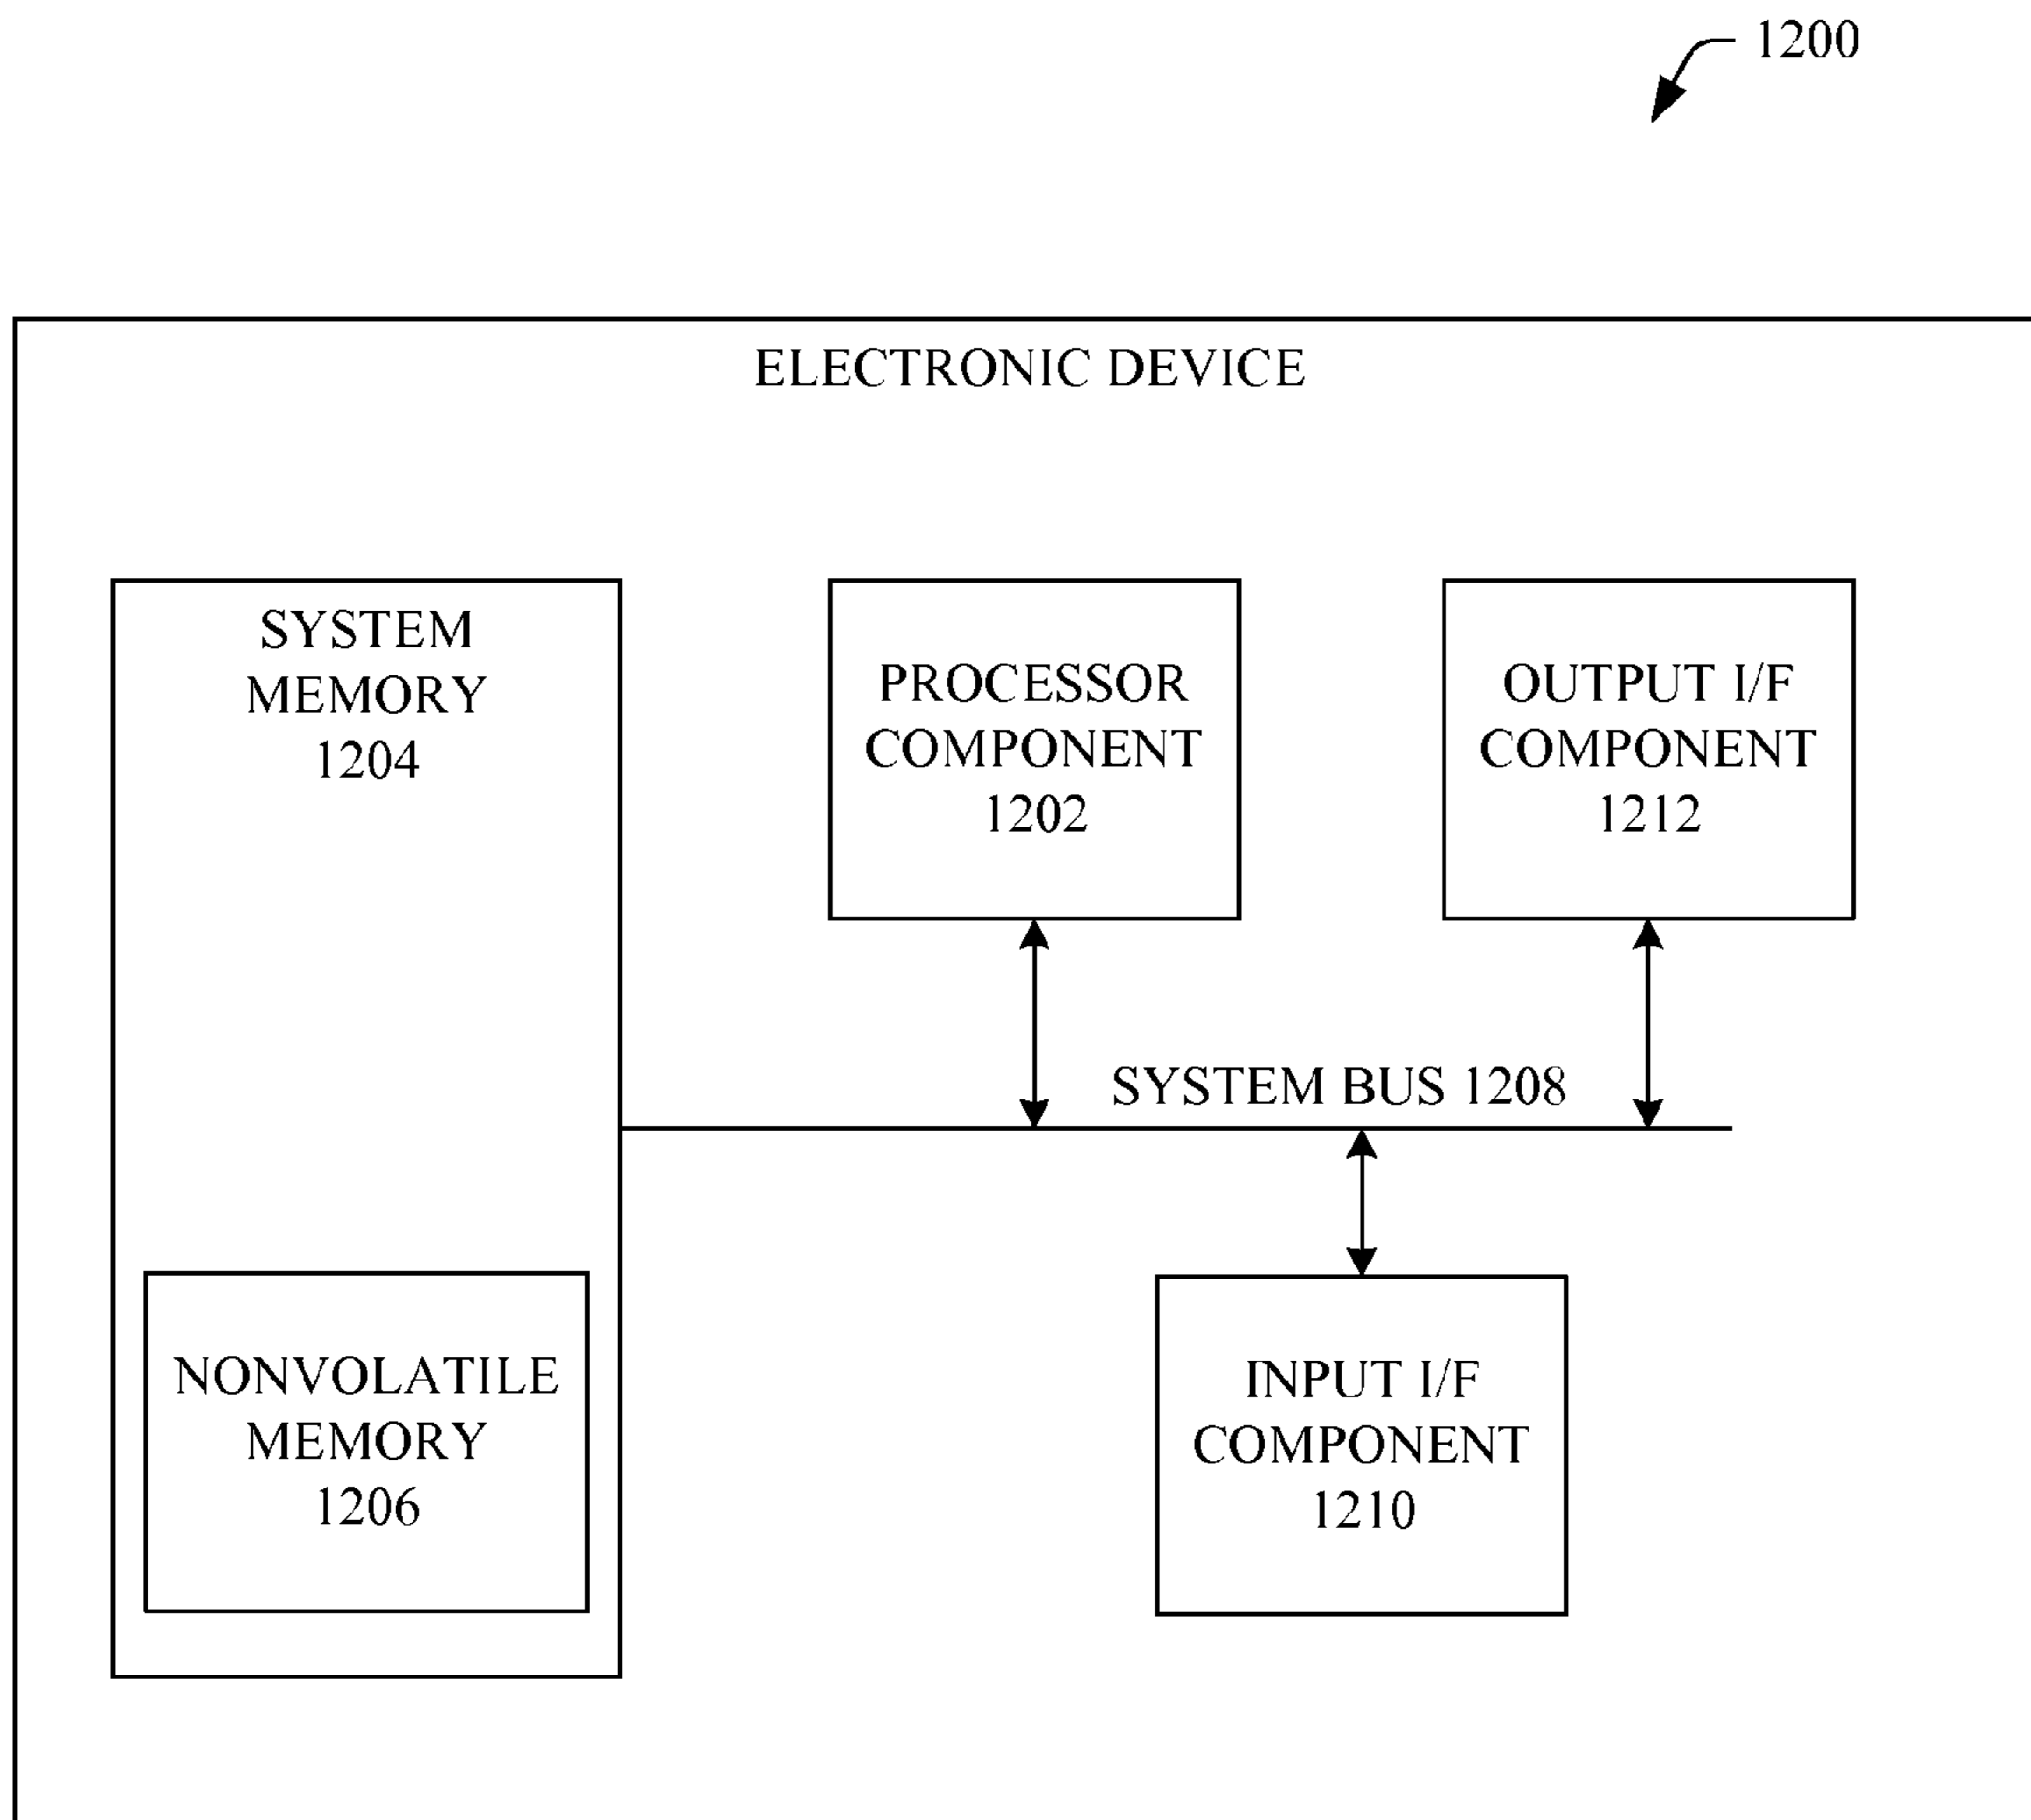 1200
ELECTRONIC DEVICE
SYSTEM
MEMORY
1204
PROCESSOR
COMPONENT
1202
OUTPUT I/F
COMPONENT
1212
SYSTEM BUS 1208
NONVOLATILE
MEMORY
1206
INPUT I/F
COMPONENT
1210